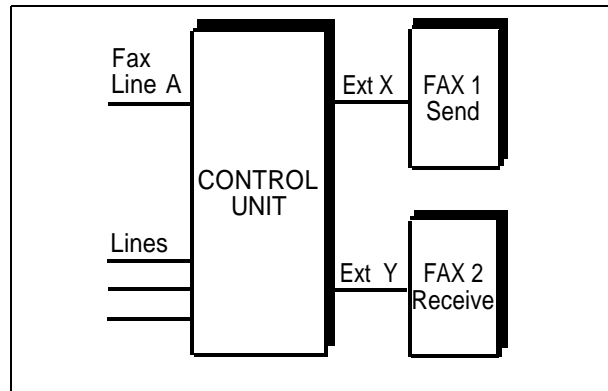 Fax
Line A
Ext X
FAX 1
Send
CONTROL
UNIT
Lines
Ext Y
FAX 2
Receive